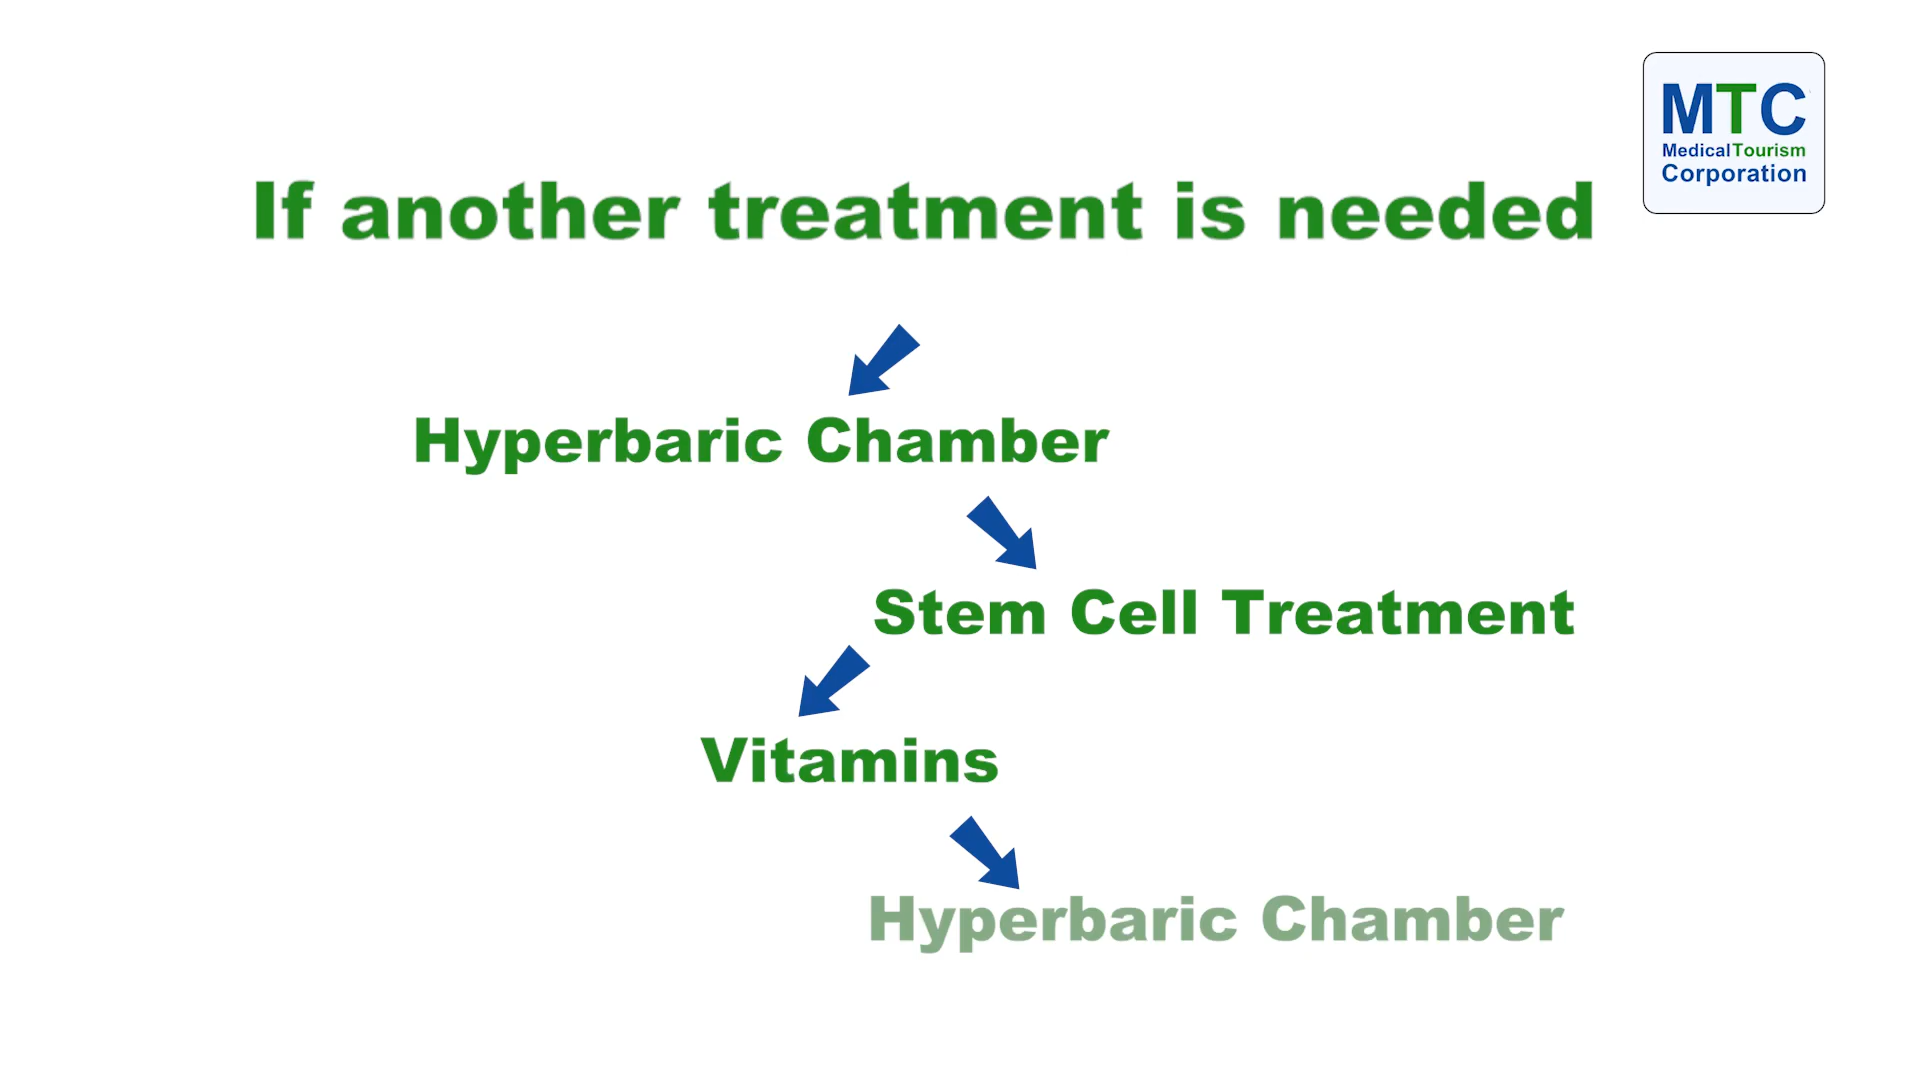 MTC
MedicalTourism
Corporation
If another treatment is needed
Hyperbaric Chamber
Stem Cell Treatment
Vitamins
Hyperbaric Chamber